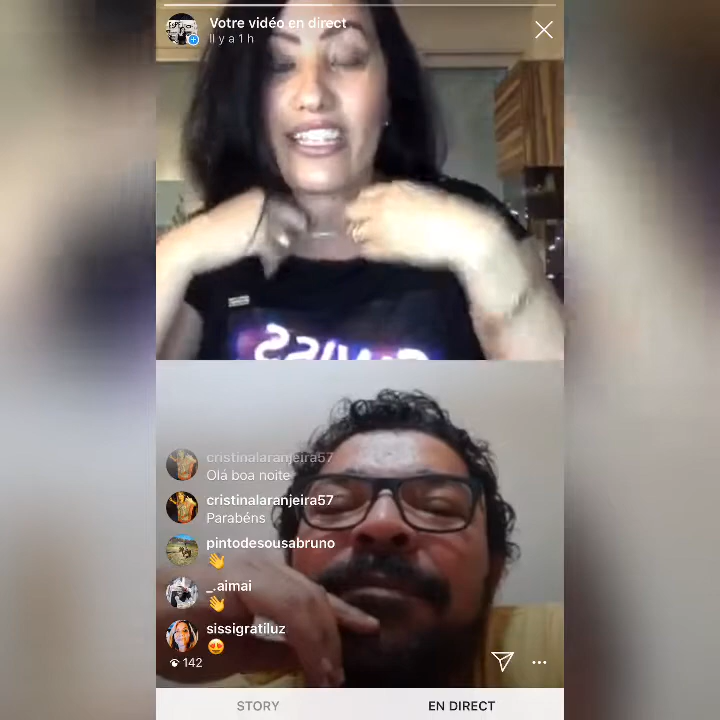 Votre vidéo en direct
Il y a 1 h
cristinalaranjeira57
Olá boa noite
cristinalaranjeira57
Parabéns
pintodesousabruno
👋
_.aimai
👋
sissigratiluz
😍
142
STORY
EN DIRECT